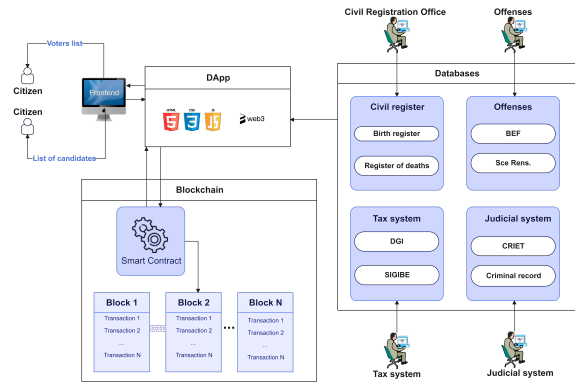 Civil Registration Office
Offenses
Voters list
Citizen
Citizen
List of candidates
Frontend
DApp
HTML
CSS
JS
web3
Databases
Civil register
Birth register
Register of deaths
Offenses
BEF
Sce Rens.
Tax system
DGI
SIGIBE
Judicial system
CRIET
Criminal record
Blockchain
Smart Contract
Block 1
Transaction 1
Transaction 2
...
Transaction N
Block 2
Transaction 1
Transaction 2
...
Transaction N
...
Block N
Transaction 1
Transaction 2
...
Transaction N
Tax system
Judicial system